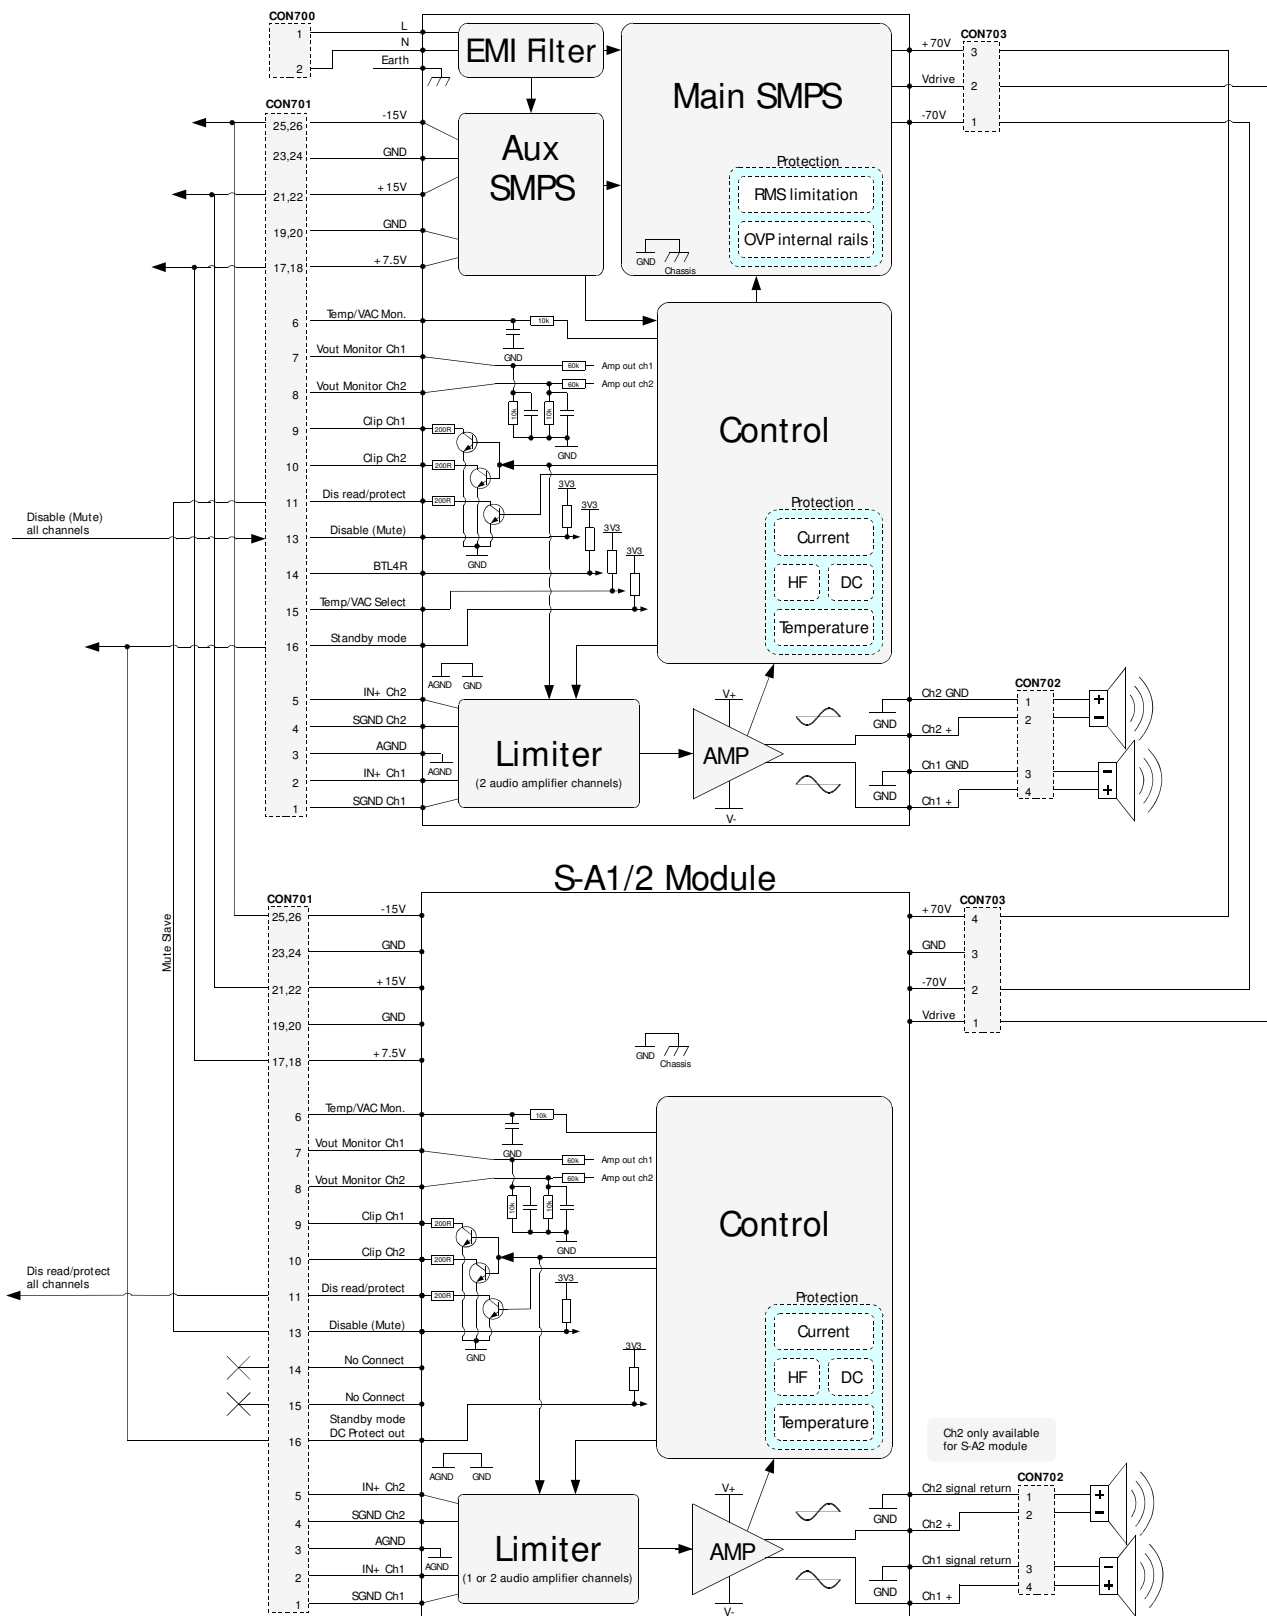 CON700
1
L
N
2
Earth
EMI Filter
Main SMPS
CON703
+70V
3
Vdrive
2
-70V
1
CON701
25,26
-15V
23,24
GND
21,22
+15V
19,20
GND
17,18
+7.5V
Aux
SMPS
Protection
RMS limitation
OVP internal rails
GND
Chassis
6
Temp/VAC Mon.
10k
GND
7
Vout Monitor Ch1
60k
Amp out ch1
8
Vout Monitor Ch2
60k
Amp out ch2
10k
10k
GND
9
Clip Ch1
200R
10
Clip Ch2
200R
11
Dis read/protect
200R
Disable (Mute)
all channels
13
Disable (Mute)
GND
3V3
3V3
3V3
3V3
14
BTL4R
15
Temp/VAC Select
16
Standby mode
Control
Protection
Current
HF
DC
Temperature
AGND
GND
5
IN+ Ch2
4
SGND Ch2
3
AGND
AGND
2
IN+ Ch1
1
SGND Ch1
Limiter
(2 audio amplifier channels)
V+
AMP
V-
CON702
Ch2 GND
1
GND
Ch2 +
2
Ch1 GND
3
GND
Ch1 +
4
+
-
-
+
S-A1/2 Module
Mute Slave
CON701
25,26
-15V
23,24
GND
21,22
+15V
19,20
GND
17,18
+7.5V
CON703
+70V
4
GND
3
-70V
2
Vdrive
1
GND
Chassis
6
Temp/VAC Mon.
10k
GND
7
Vout Monitor Ch1
60k
Amp out ch1
8
Vout Monitor Ch2
60k
Amp out ch2
10k
10k
GND
9
Clip Ch1
200R
10
Clip Ch2
200R
Dis read/protect
all channels
11
Dis read/protect
200R
13
Disable (Mute)
GND
3V3
3V3
14
No Connect
15
No Connect
Standby mode
16
DC Protect out
Control
Protection
Current
HF
DC
Temperature
Ch2 only available
for S-A2 module
AGND
GND
5
IN+ Ch2
4
SGND Ch2
3
AGND
AGND
2
IN+ Ch1
1
SGND Ch1
Limiter
(1 or 2 audio amplifier channels)
V+
AMP
V-
CON702
Ch2 signal return
1
GND
Ch2 +
2
Ch1 signal return
3
GND
Ch1 +
4
+
-
-
+